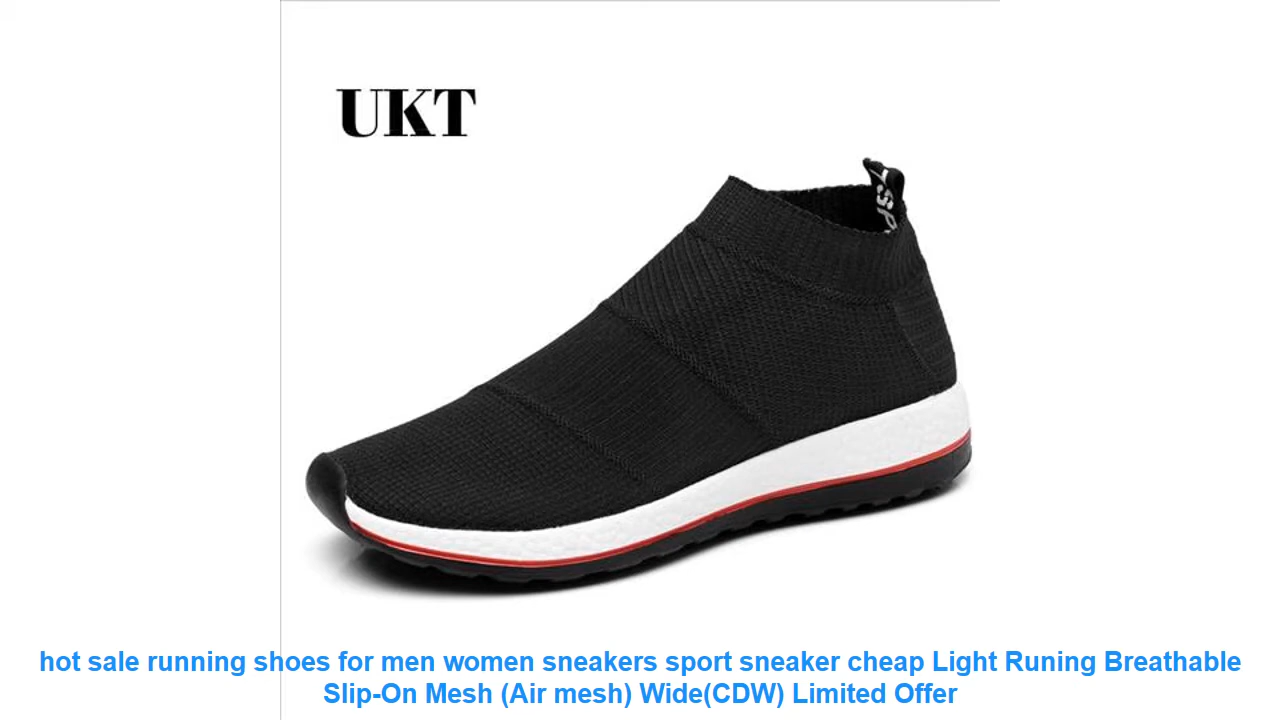 UKT
hot sale running shoes for men women sneakers sport sneaker cheap Light Runing Breathable
Slip-On Mesh (Air mesh) Wide(CDW) Limited Offer